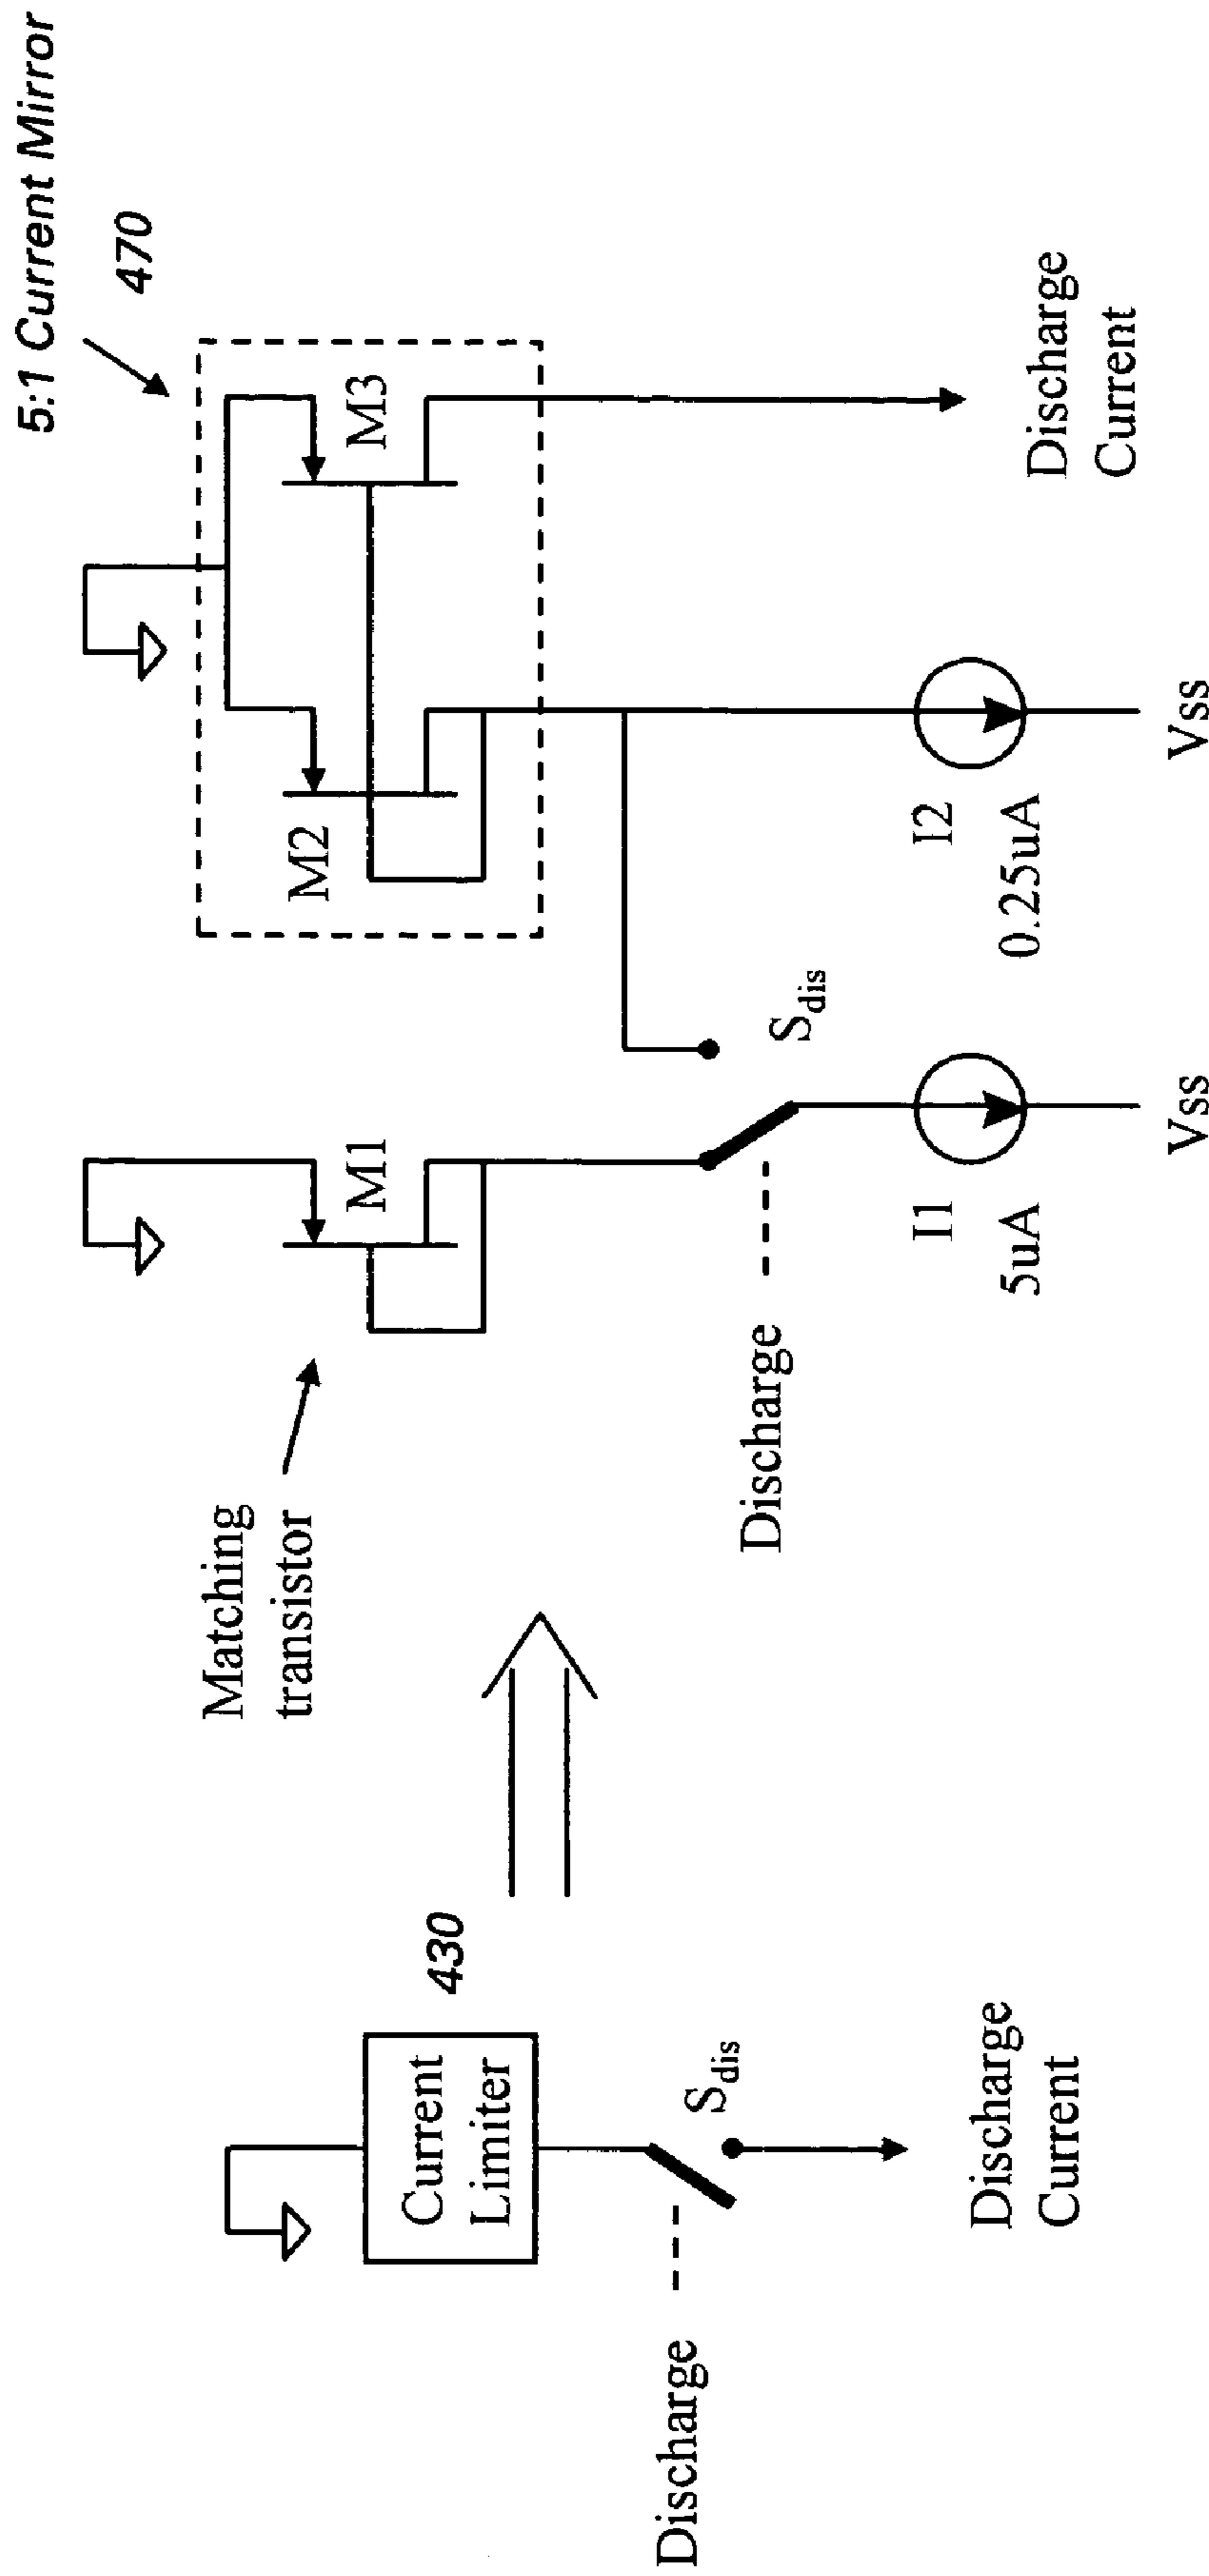 5:1 Current Mirror
470
Matching
transistor
M1
M2
M3
430
Current
Limiter
S_dis
Discharge
Discharge
Current
Discharge
S_dis
I1
5uA
Vss
I2
0.25uA
Vss
Discharge
Current